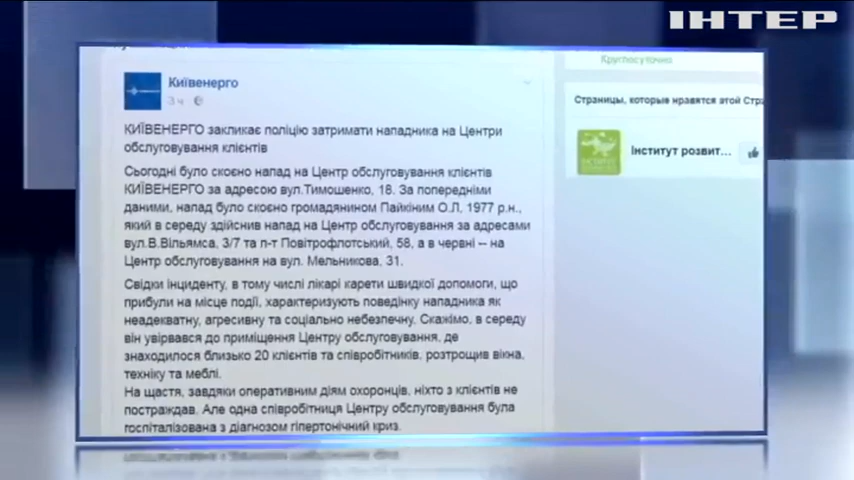 ІНТЕР
Київенерго
3 ч
КИЇВЕНЕРГО закликає поліцію затримати нападника на Центри
обслуговування клієнтів
Сьогодні було скоєно напад на Центр обслуговування клієнтів
КИЇВЕНЕРГО за адресою вул.Тимошенко, 18. За попередніми
даними, напад було скоєно громадянином Пайкіним О.Л, 1977 р.н.,
який в середу здійснив напад на Центр обслуговування за адресами
вул.В.Вільямса, 3/7 та п-т Повітрофлотський, 58, а в червні -- на
Центр обслуговування на вул. Мельникова, 31.
Свідки інциденту, в тому числі лікарі карети швидкої допомоги, що
прибули на місце події, характеризують поведінку нападника як
неадекватну, агресивну та соціально небезпечну. Скажімо, в середу
він увірвався до приміщення Центру обслуговування, де
знаходилося близько 20 клієнтів та співробітників, розтрощив вікна,
техніку та меблі.
На щастя, завдяки оперативним діям охоронців, ніхто з клієнтів не
постраждав. Але одна співробітниця Центру обслуговування була
госпіталізована з діагнозом гіпертонічний криз.
Круглосуточно
Страницы, которые нравятся этой Стра
Інститут розвит...